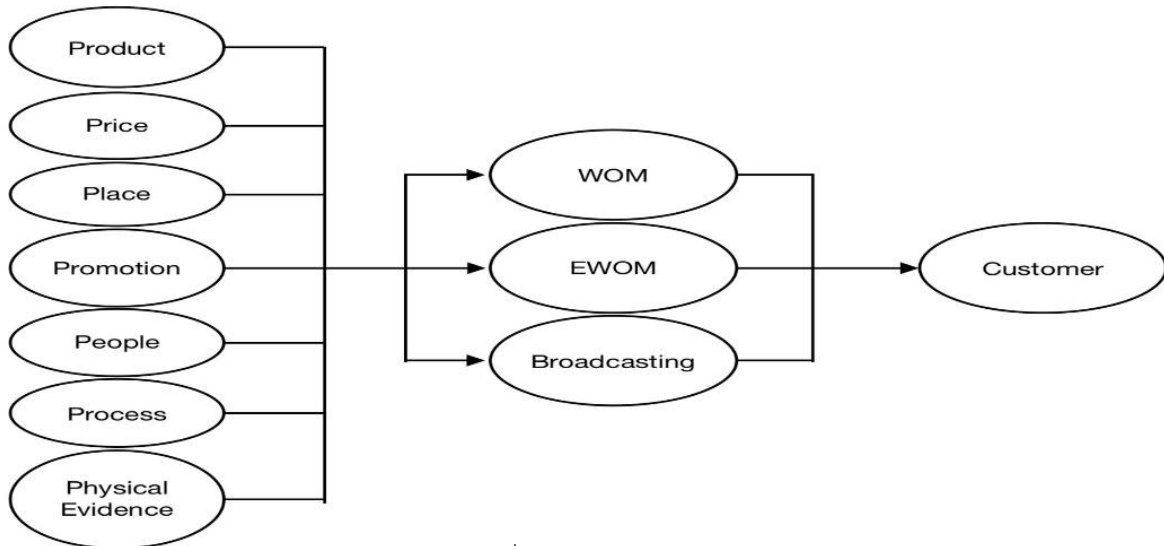 Product
Price
Place
Promotion
People
Process
Physical
Evidence
WOM
EWOM
Broadcasting
Customer